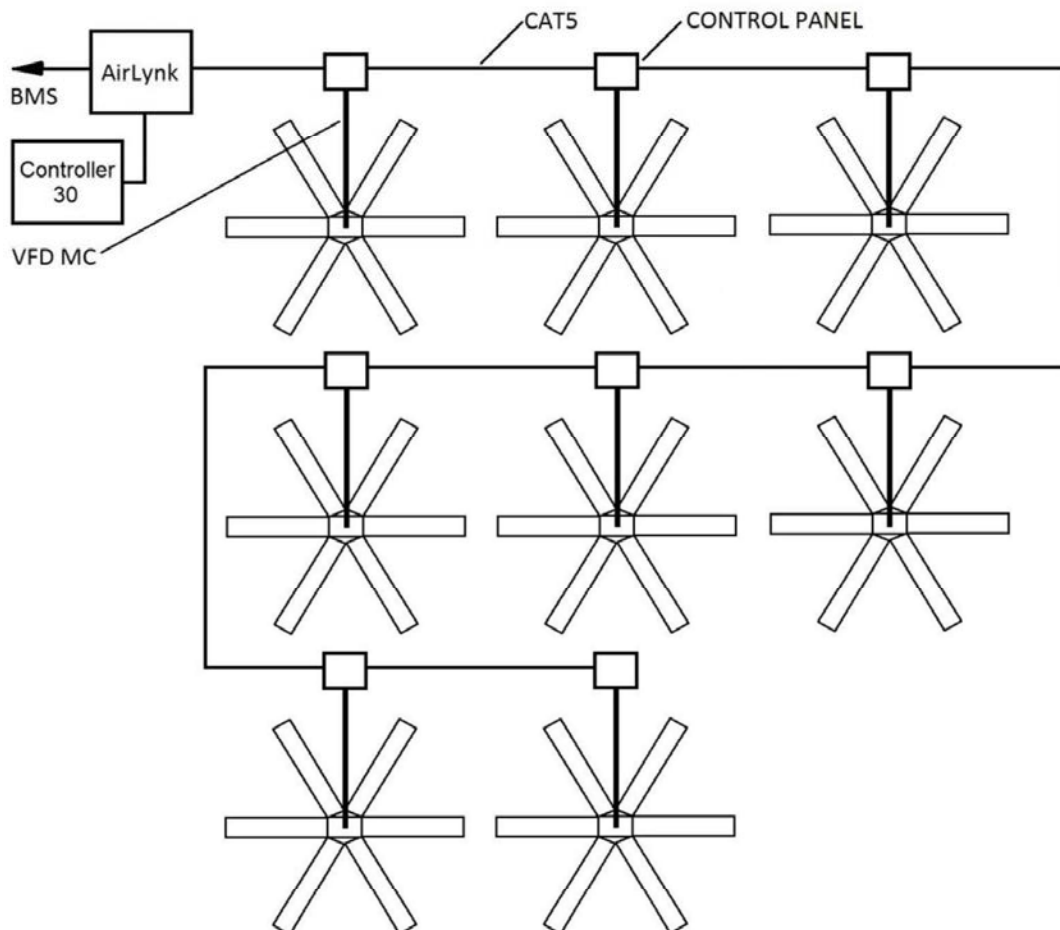 CAT5
CONTROL PANEL
AirLynk
BMS
Controller
30
VFD MC